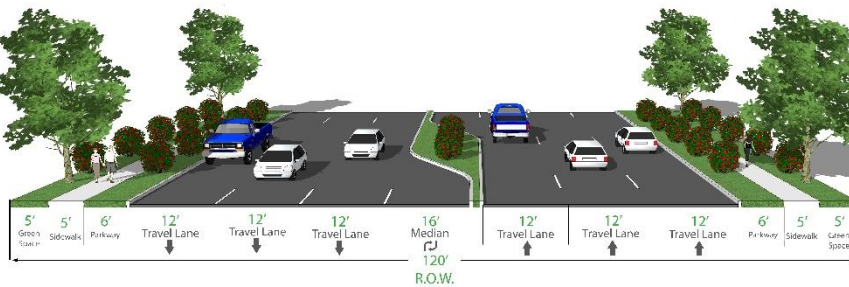 5' 5' 6' 12' 12' 12' 16' 12' 12' 12' 6' 5' 5'
Green Space Sidewalk Parkway Travel Lane Travel Lane Travel Lane Median Travel Lane Travel Lane Travel Lane Parkway Sidewalk Green Space
120'
R.O.W.